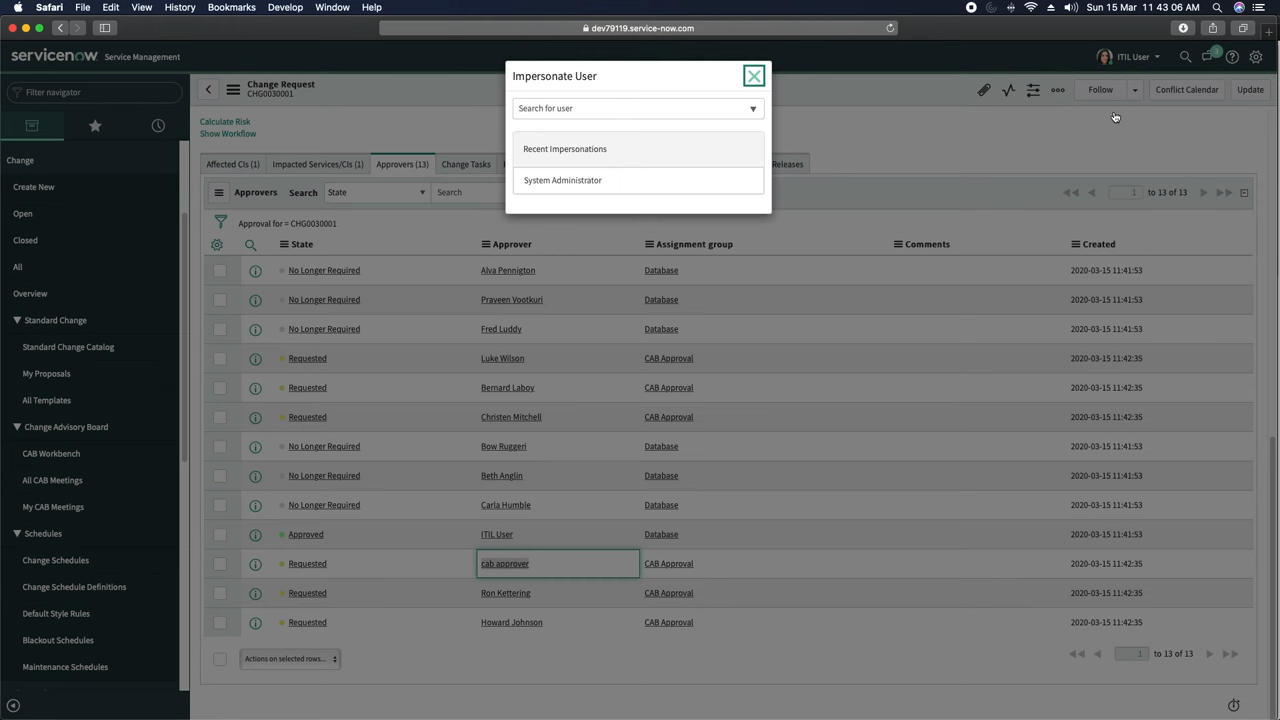 Safari File Edit View History Bookmarks Develop Window Help
Sun 15 Mar 11:43:06 AM
dev79119.service-now.com
servicenow Service Management
ITIL User
3
Filter navigator
Change Request
CHG0030001
Follow
Conflict Calendar
Update
Impersonate User
Search for user
Recent Impersonations
System Administrator
Calculate Risk
Show Workflow
Change
Create New
Open
Closed
All
Overview
Standard Change
Standard Change Catalog
My Proposals
All Templates
Change Advisory Board
CAB Workbench
All CAB Meetings
My CAB Meetings
Schedules
Change Schedules
Change Schedule Definitions
Default Style Rules
Blackout Schedules
Maintenance Schedules
Affected CIs (1) Impacted Services/CIs (1) Approvers (13) Change Tasks Releases
Approvers Search State Search 1 to 13 of 13
Approval for = CHG0030001
State Approver Assignment group Comments Created
No Longer Required Alva Pennington Database 2020-03-15 11:41:53
No Longer Required Praveen Vootkuri Database 2020-03-15 11:41:53
No Longer Required Fred Luddy Database 2020-03-15 11:41:53
Requested Luke Wilson CAB Approval 2020-03-15 11:42:35
Requested Bernard Laboy CAB Approval 2020-03-15 11:42:35
Requested Christen Mitchell CAB Approval 2020-03-15 11:42:35
No Longer Required Bow Ruggeri Database 2020-03-15 11:41:53
No Longer Required Beth Anglin Database 2020-03-15 11:41:53
No Longer Required Carla Humble Database 2020-03-15 11:41:53
Approved ITIL User Database 2020-03-15 11:41:53
Requested cab approver CAB Approval 2020-03-15 11:42:35
Requested Ron Kettering CAB Approval 2020-03-15 11:42:35
Requested Howard Johnson CAB Approval 2020-03-15 11:42:35
Actions on selected rows...
1 to 13 of 13